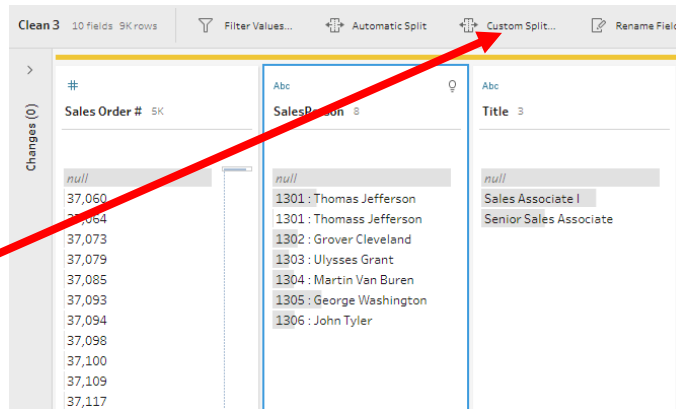 Clean 3 10 fields 9K rows Filter Values... Automatic Split Custom Split... Rename Field
Changes (0)
#
Sales Order # 5K
null
37,060
37,064
37,073
37,079
37,085
37,093
37,094
37,098
37,100
37,109
37,117
Abc
SalesPerson 8
null
1301 : Thomas Jefferson
1301 : Thomass Jefferson
1302 : Grover Cleveland
1303 : Ulysses Grant
1304 : Martin Van Buren
1305 : George Washington
1306 : John Tyler
Abc
Title 3
null
Sales Associate I
Senior Sales Associate